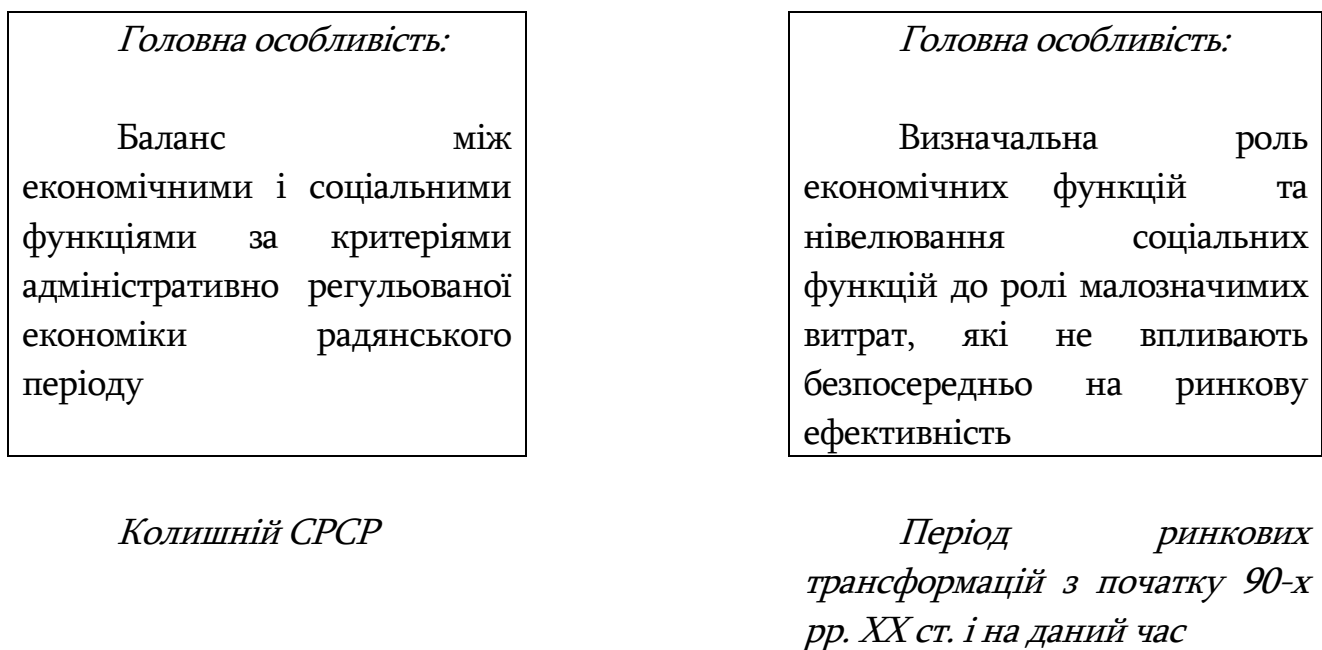 Головна особливість:
Баланс між
економічними і соціальними
функціями за критеріями
адміністративно регульованої
економіки радянського
періоду
Колишній СРСР
Головна особливість:
Визначальна роль
економічних функцій та
нівелювання соціальних
функцій до ролі малозначимих
витрат, які не впливають
безпосередньо на ринкову
ефективність
Період ринкових
трансформацій з початку 90-х
рр. ХХ ст. і на даний час